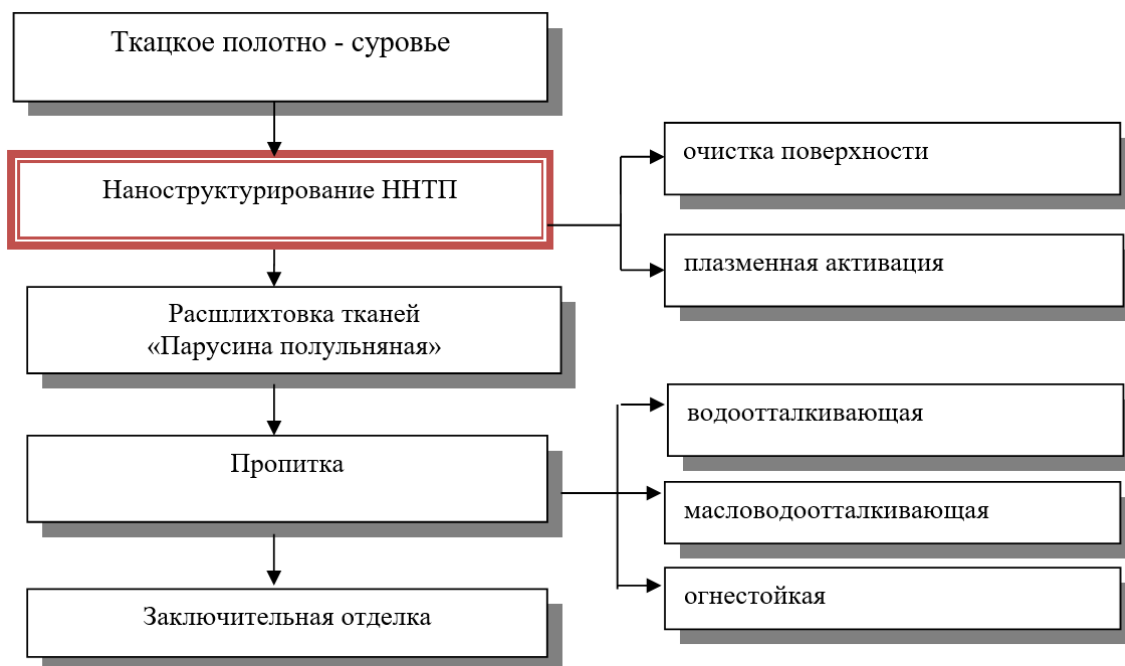 Ткацкое полотно - суровье
Наноструктурирование ННТП
очистка поверхности
плазменная активация
Расшлихтовка тканей
«Парусина полульняная»
Пропитка
водоотталкивающая
масловодоотталкивающая
огнестойкая
Заключительная отделка